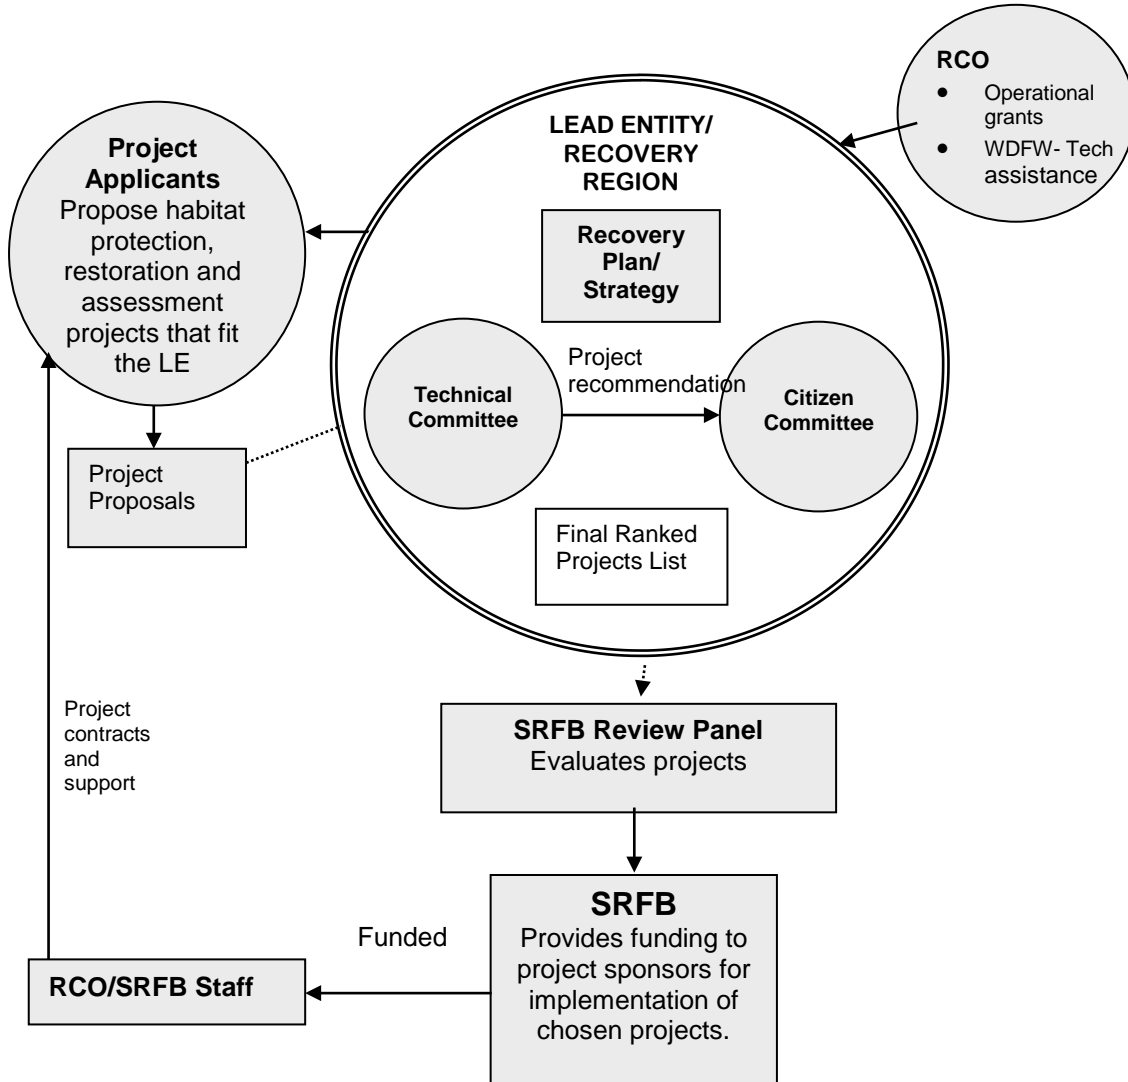 RCO
• Operational
grants
• WDFW- Tech
assistance
LEAD ENTITY/
RECOVERY
REGION
Project
Applicants
Propose habitat
protection,
restoration and
assessment
projects that fit
the LE
Recovery
Plan/
Strategy
Project
recommendation
Technical
Committee
Citizen
Committee
Project
Proposals
Final Ranked
Projects List
Project
contracts
and
support
SRFB Review Panel
Evaluates projects
SRFB
Provides funding to
project sponsors for
implementation of
chosen projects.
Funded
RCO/SRFB Staff